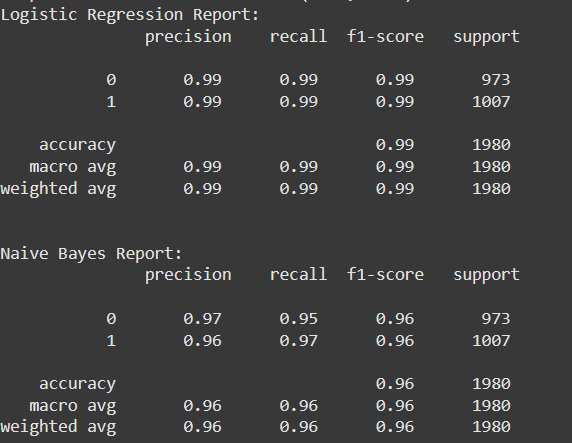 Logistic Regression Report:
              precision    recall  f1-score   support

           0       0.99      0.99      0.99       973
           1       0.99      0.99      0.99      1007

    accuracy                           0.99      1980
   macro avg       0.99      0.99      0.99      1980
weighted avg       0.99      0.99      0.99      1980


Naive Bayes Report:
              precision    recall  f1-score   support

           0       0.97      0.95      0.96       973
           1       0.96      0.97      0.96      1007

    accuracy                           0.96      1980
   macro avg       0.96      0.96      0.96      1980
weighted avg       0.96      0.96      0.96      1980